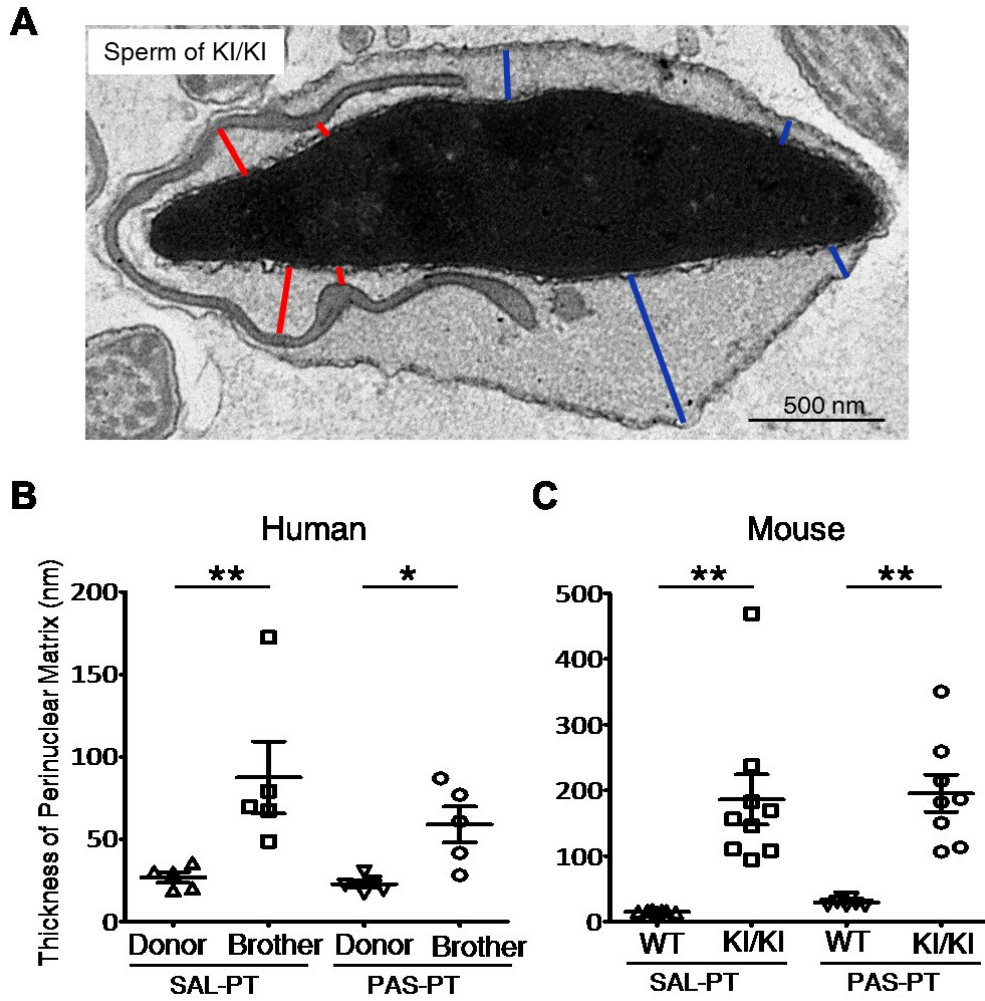 A
Sperm of KI/KI
500 nm
B
C
Human
Mouse
Thickness of Perinuclear Matrix (nm)
** * ** **
200
150
100
50
0
500
400
300
200
100
0
Donor Brother Donor Brother
SAL-PT PAS-PT
WT KI/KI WT KI/KI
SAL-PT PAS-PT